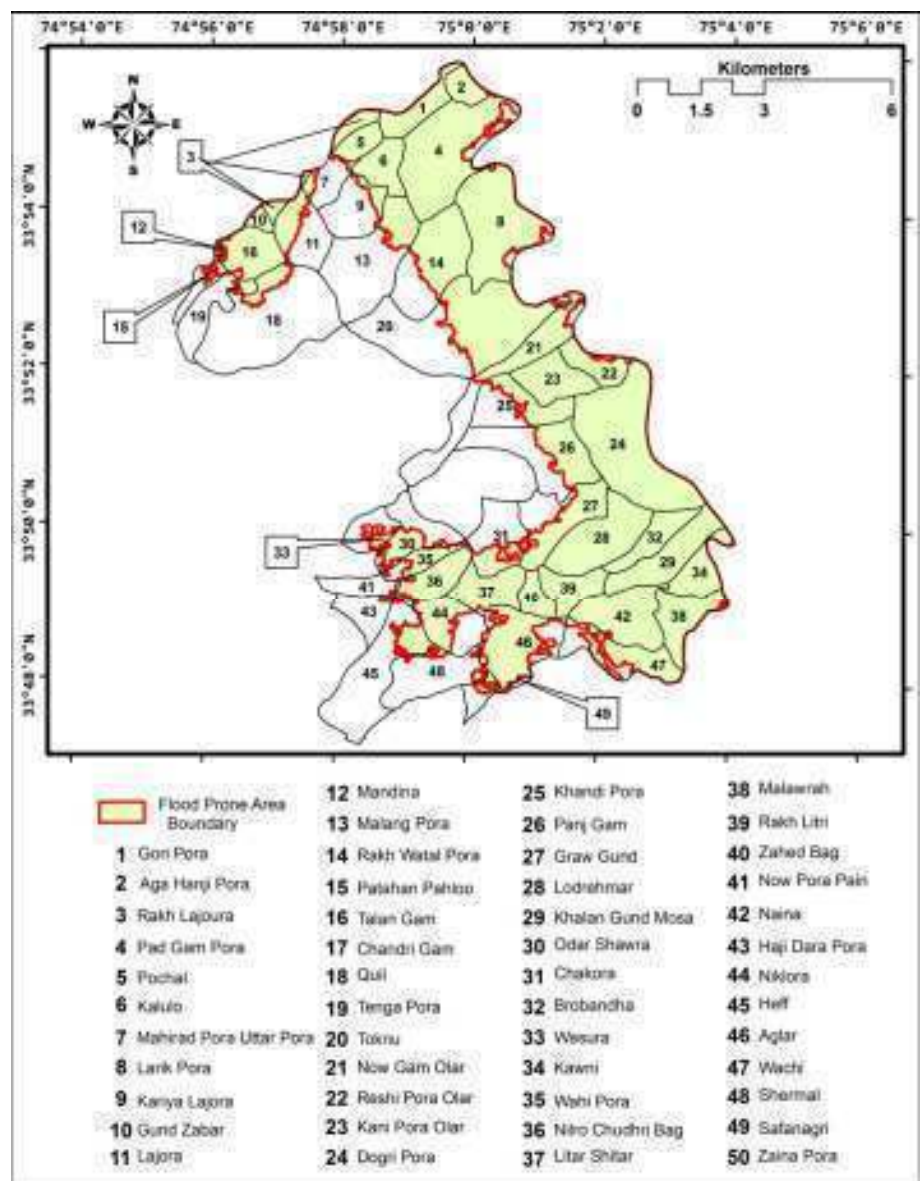 74°54'0"E 74°56'0"E 74°58'0"E 75°0'0"E 75°2'0"E 75°4'0"E 75°6'0"E
N
W E
S
Kilometers
0 1.5 3 6
33°54'0"N
33°52'0"N
33°50'0"N
33°48'0"N
2
1
5
4
6
3
7
10
9
8
12
16
11
13
14
15
19
18
20
21
23
22
25
24
26
27
33
30
31
28
32
35
29
34
36
41
37
40
39
43
44
42
38
46
45
48
47
49
Flood Prone Area
Boundary
1 Gori Pora
2 Aga Hanji Pora
3 Rakh Lajoura
4 Pad Gam Pora
5 Pochal
6 Kalulo
7 Mahirad Pora Uttar Pora
8 Larik Pora
9 Kanya Lajora
10 Gund Zabar
11 Lajora
12 Mandina
13 Malang Pora
14 Rakh Watal Pora
15 Patahan Pahloo
16 Talan Gam
17 Chandri Gam
18 Quil
19 Tenga Pora
20 Toknu
21 Now Gam Olar
22 Reshi Pora Olar
23 Kani Pora Olar
24 Dogri Pora
25 Khandi Pora
26 Panj Gam
27 Graw Gund
28 Lodrahmar
29 Khalan Gund Mosa
30 Odar Shawra
31 Chakora
32 Brobandha
33 Wasura
34 Kawni
35 Wahi Pora
36 Nitro Chudhri Bag
37 Litar Shitar
38 Malawrah
39 Rakh Litri
40 Zahed Bag
41 Now Pora Pain
42 Naina
43 Haji Dara Pora
44 Niklora
45 Heff
46 Aglar
47 Wachi
48 Shermal
49 Safanagri
50 Zaina Pora